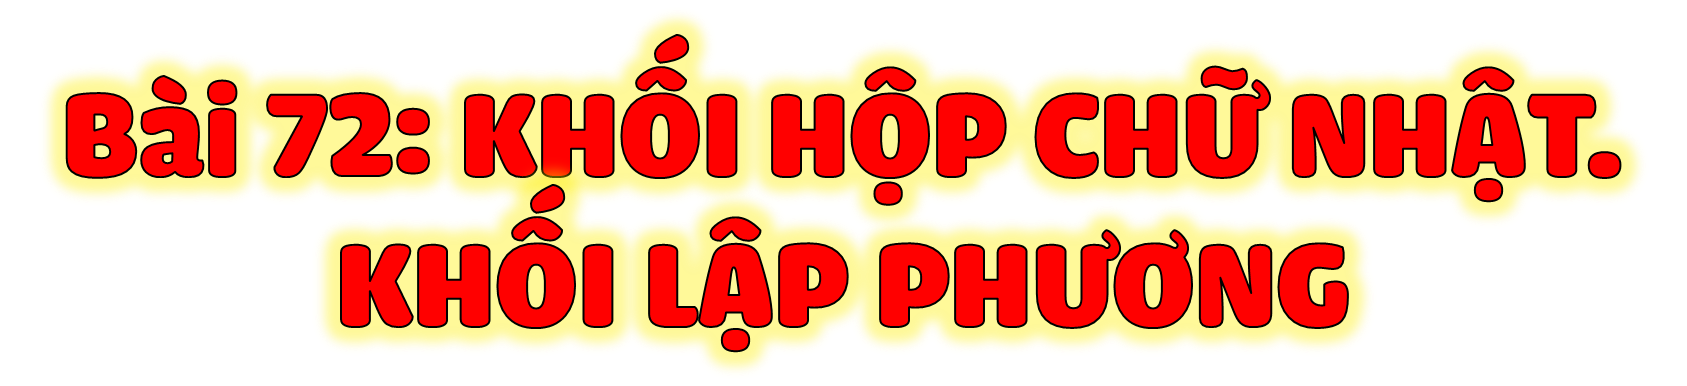 Bài 72: KHỐI HỘP CHỮ NHẬT.
KHỐI LẬP PHƯƠNG